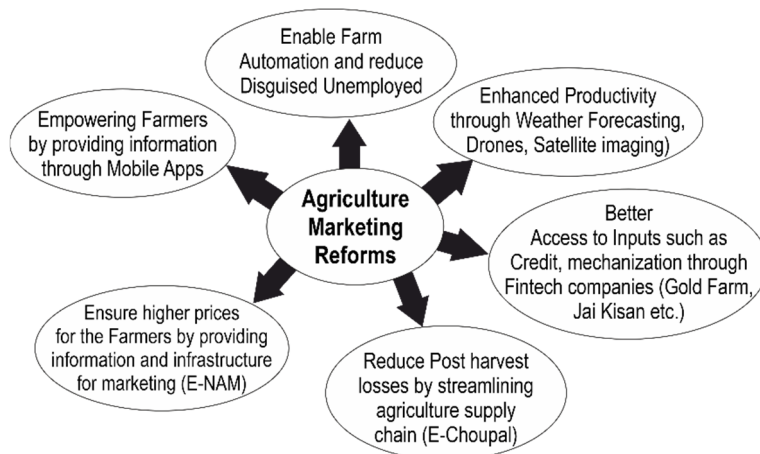 Enable Farm
Automation and reduce
Disguised Unemployed
Enhanced Productivity
through Weather Forecasting,
Drones, Satellite imaging)
Empowering Farmers
by providing information
through Mobile Apps
Agriculture
Marketing
Reforms
Better
Access to Inputs such as
Credit, mechanization through
Fintech companies (Gold Farm,
Jai Kisan etc.)
Ensure higher prices
for the Farmers by providing
information and infrastructure
for marketing (E-NAM)
Reduce Post harvest
losses by streamlining
agriculture supply
chain (E-Choupal)